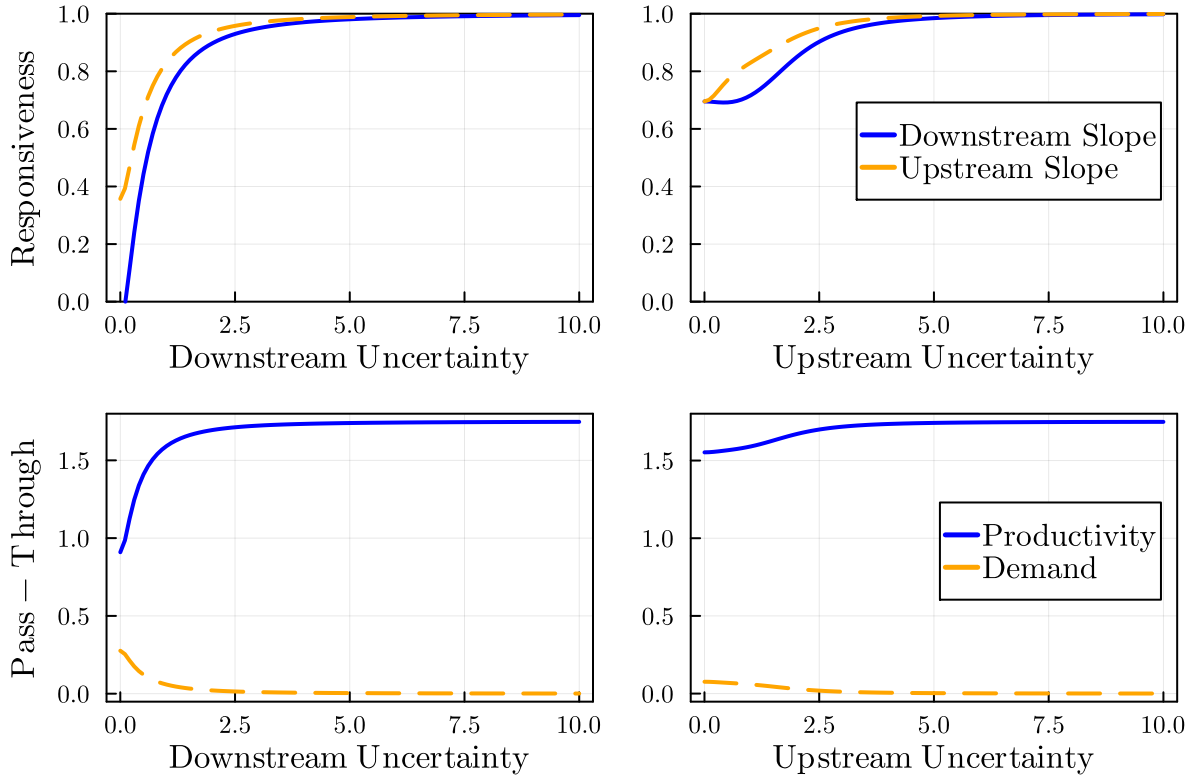 Responsiveness
1.0
0.8
0.6
0.4
0.2
0.0
0.0 2.5 5.0 7.5 10.0
Downstream Uncertainty
1.0
0.8
0.6
0.4
0.2
0.0
Downstream Slope
Upstream Slope
0.0 2.5 5.0 7.5 10.0
Upstream Uncertainty
Pass − Through
1.5
1.0
0.5
0.0
0.0 2.5 5.0 7.5 10.0
Downstream Uncertainty
1.5
1.0
0.5
0.0
Productivity
Demand
0.0 2.5 5.0 7.5 10.0
Upstream Uncertainty